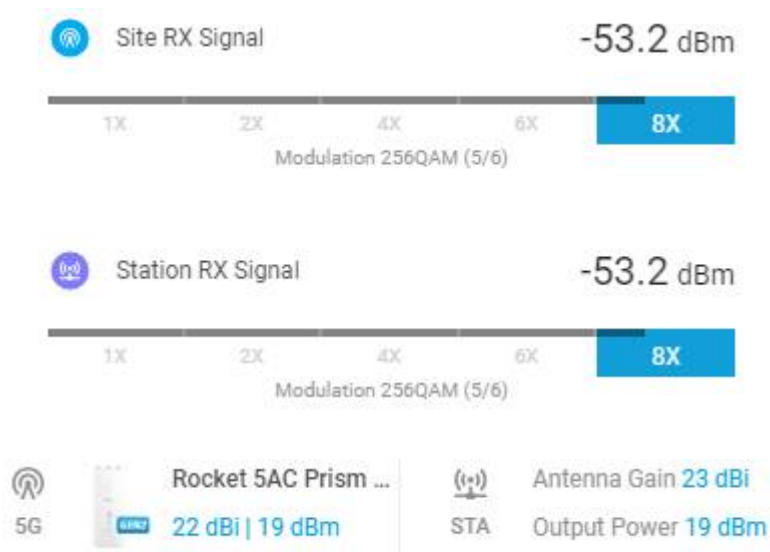 Site RX Signal -53.2 dBm
1X 2X 4X 6X 8X
Modulation 256QAM (5/6)
Station RX Signal -53.2 dBm
1X 2X 4X 6X 8X
Modulation 256QAM (5/6)
Rocket 5AC Prism ... Antenna Gain 23 dBi
5G GEN2 22 dBi | 19 dBm STA Output Power 19 dBm